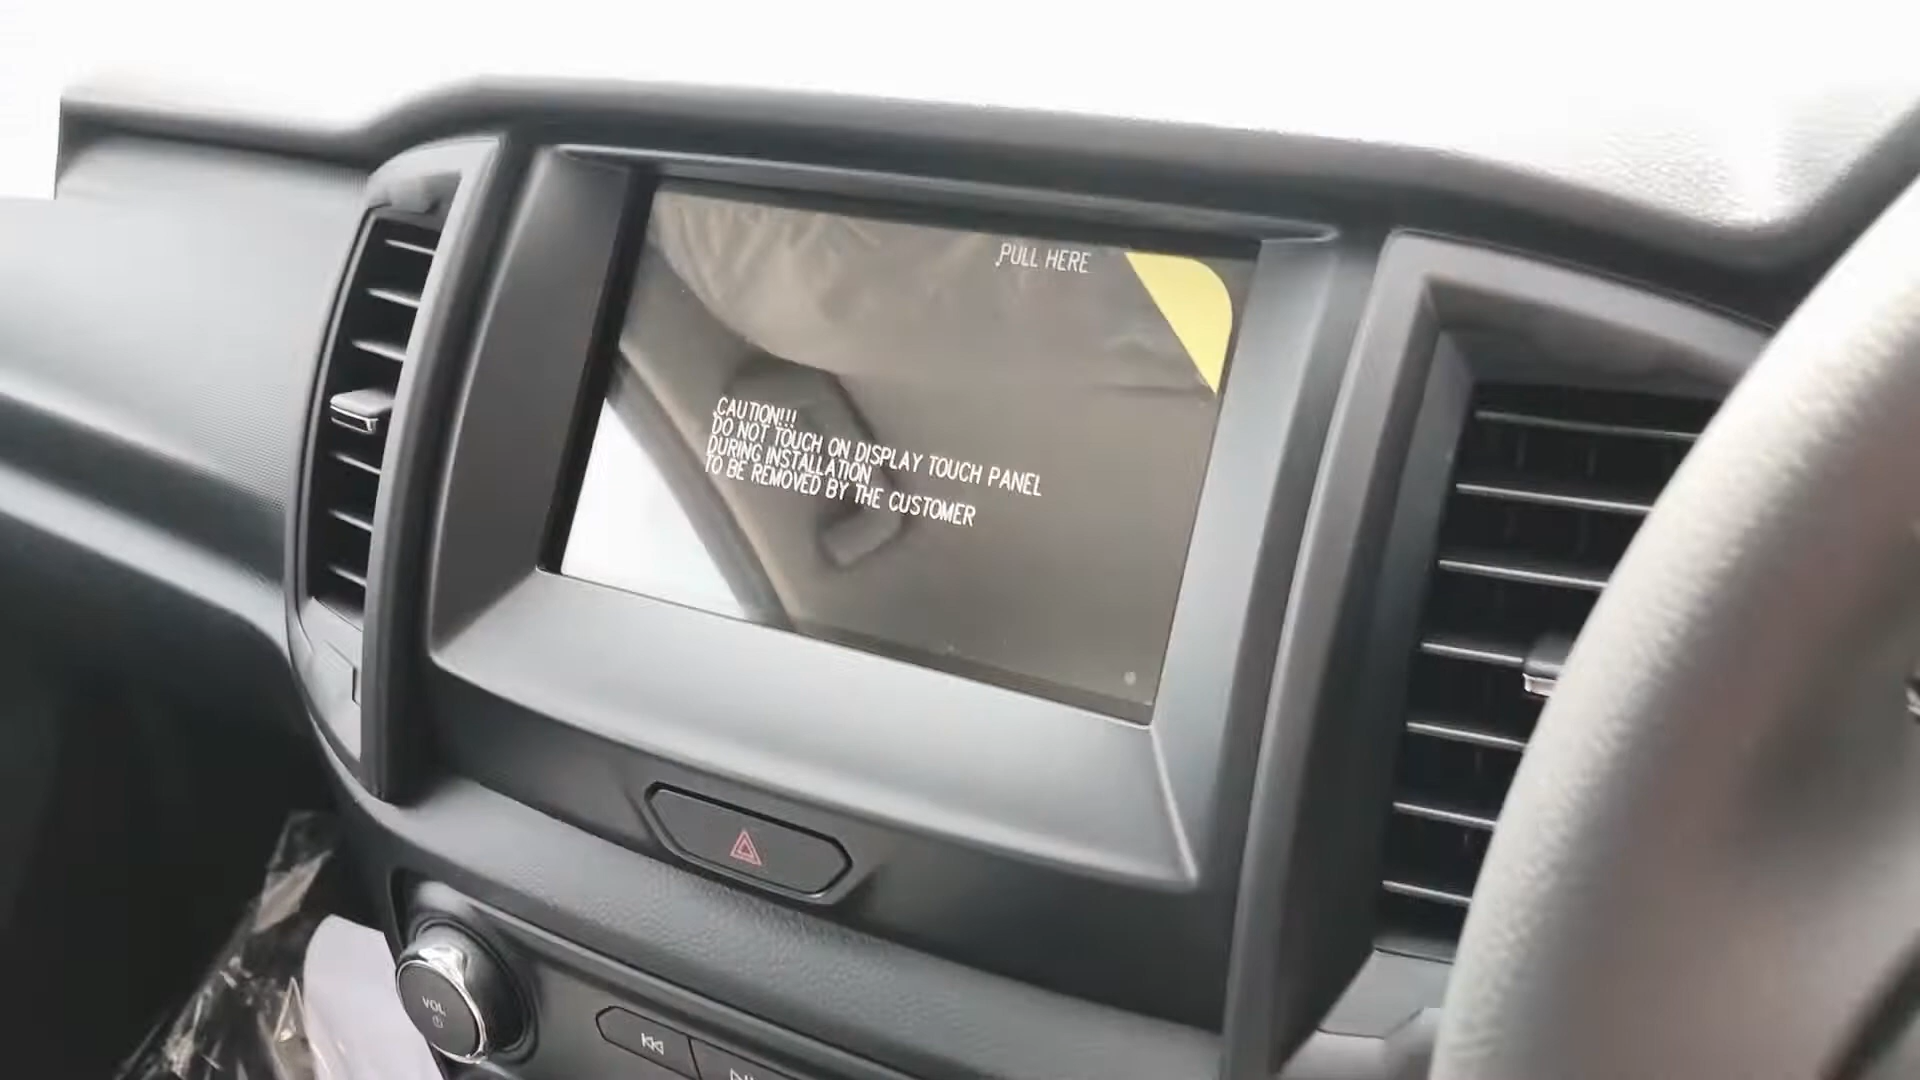 PULL HERE
CAUTION!!!
DO NOT TOUCH ON DISPLAY TOUCH PANEL
DURING INSTALLATION
TO BE REMOVED BY THE CUSTOMER
VOL